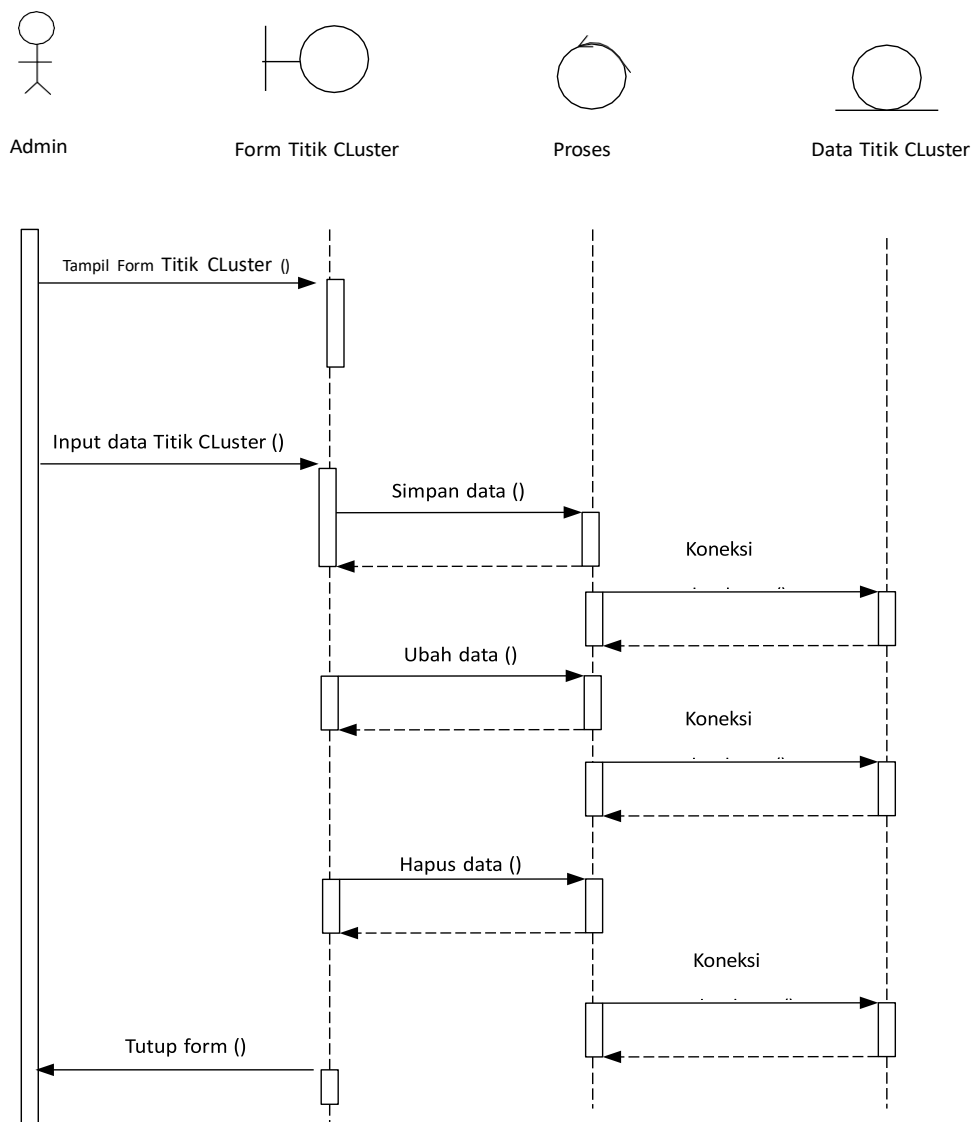 Admin
Form Titik CLuster
Proses
Data Titik CLuster
Tampil Form Titik CLuster ()
Input data Titik CLuster ()
Simpan data ()
Koneksi
Ubah data ()
Koneksi
Hapus data ()
Koneksi
Tutup form ()